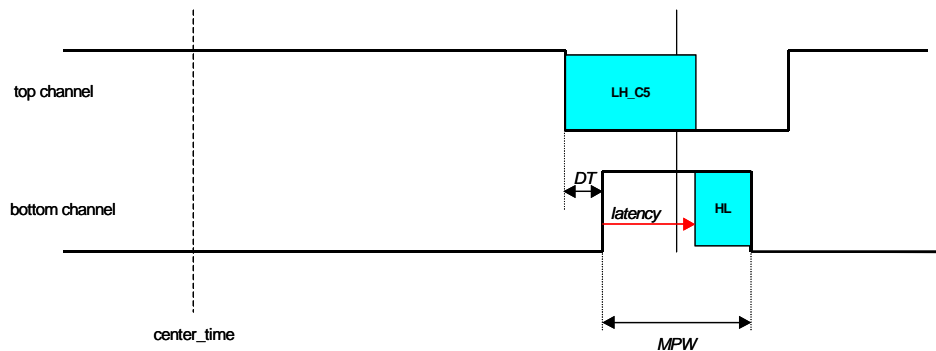 top channel
LH_C5
DT
bottom channel
latency
HL
center_time
MPW